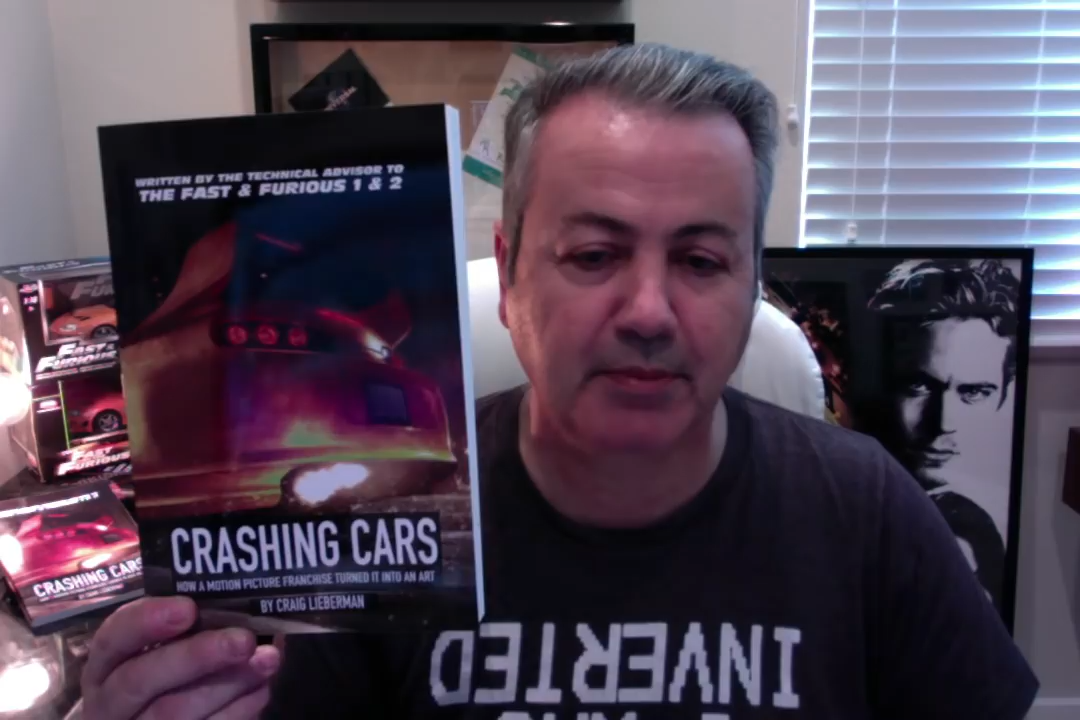 WRITTEN BY THE TECHNICAL ADVISOR TO
THE FAST & FURIOUS 1 & 2
CRASHING CARS
HOW A MOTION PICTURE FRANCHISE TURNED IT INTO AN ART
BY CRAIG LIEBERMAN
FAST &
FURIOUS
FAST
FURIOUS
CRASHING CARS
INVERTED